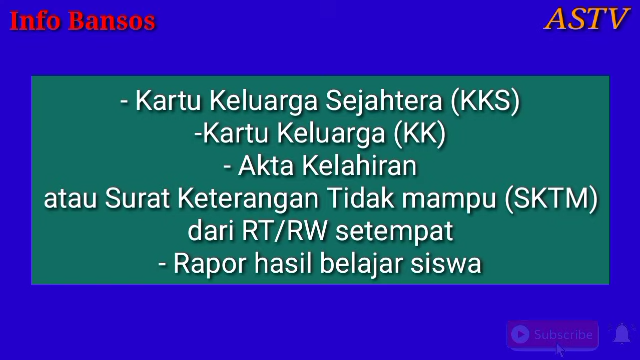 Info Bansos
ASTV
- Kartu Keluarga Sejahtera (KKS)
-Kartu Keluarga (KK)
- Akta Kelahiran
atau Surat Keterangan Tidak mampu (SKTM)
dari RT/RW setempat
- Rapor hasil belajar siswa
Subscribe